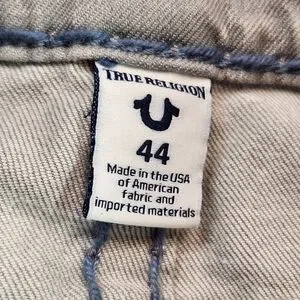 TRUE RELIGION
44
Made in the USA
of American
fabric and
imported materials